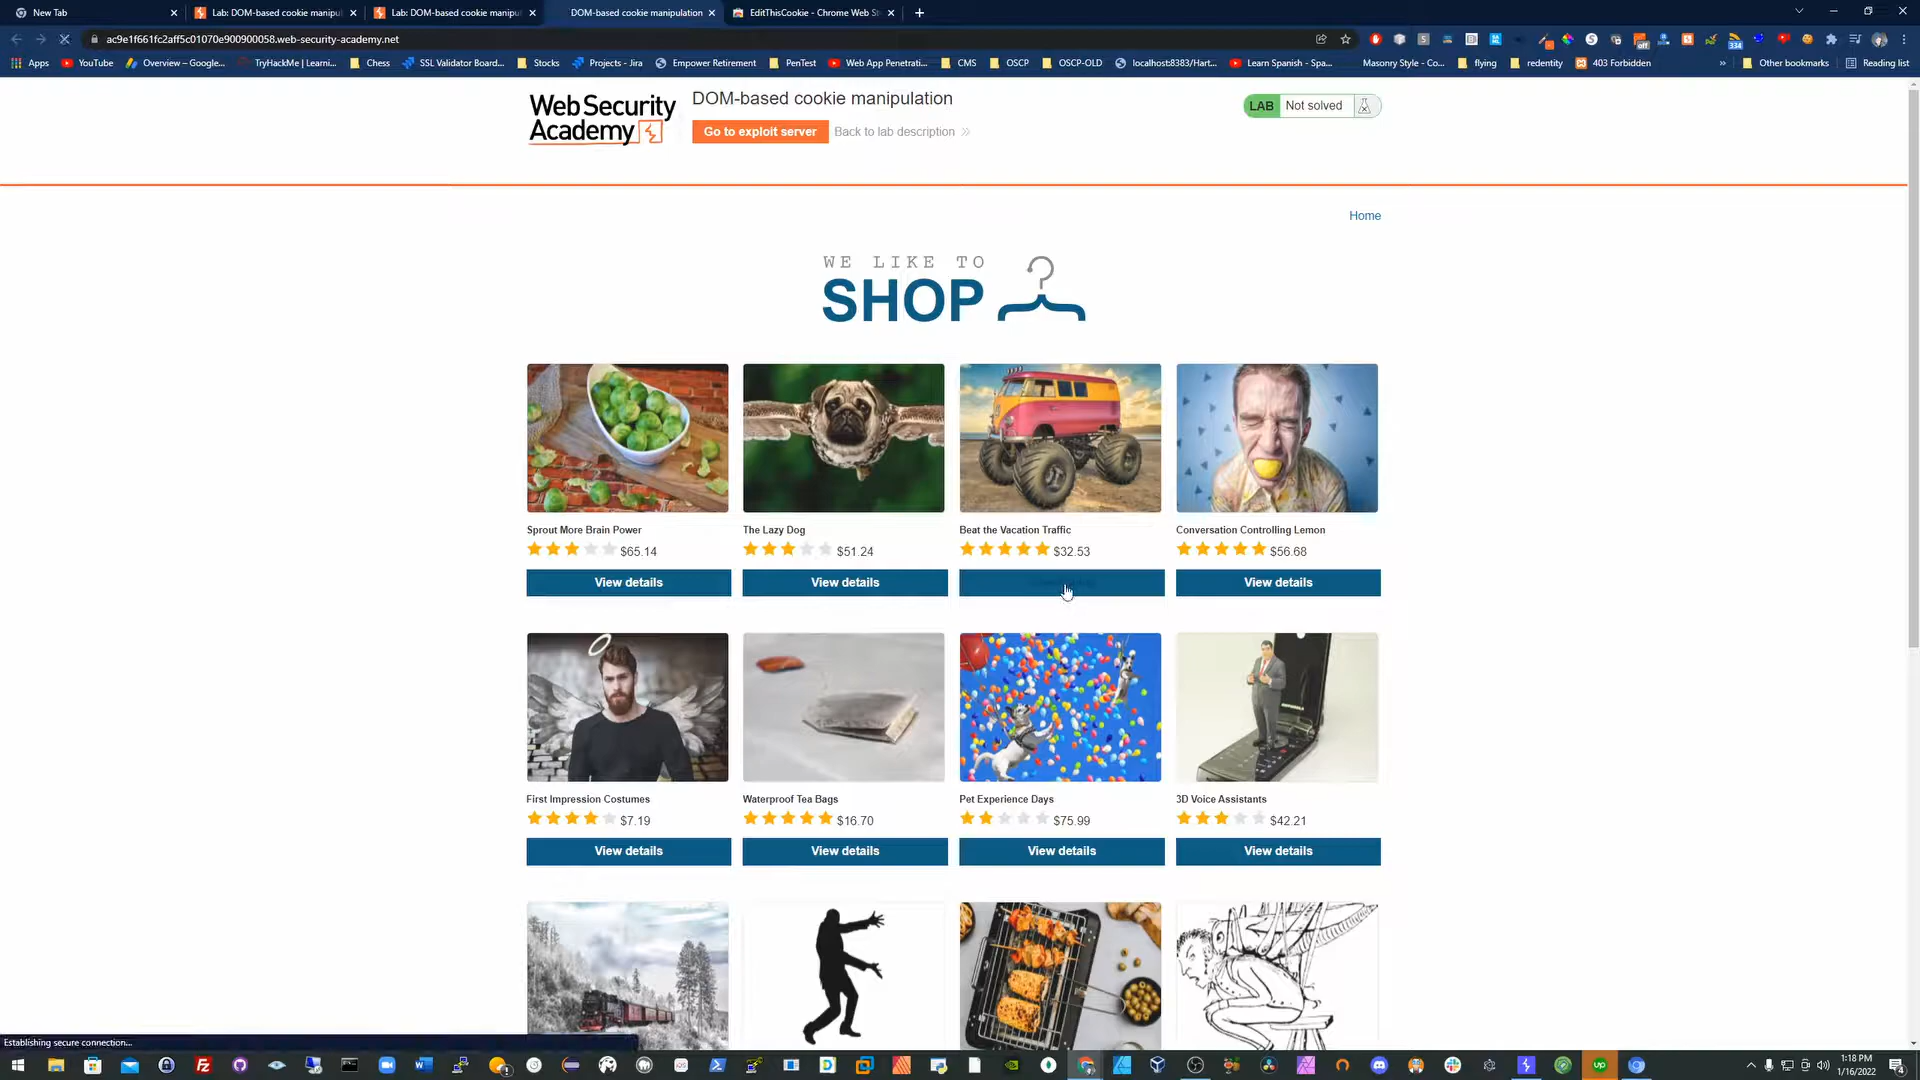 New Tab
Lab: DOM-based cookie manipul
Lab: DOM-based cookie manipul
DOM-based cookie manipulation
EditThisCookie - Chrome Web St
ac9e1f661fc2aff5c01070e900900058.web-security-academy.net
334
off
Apps
YouTube
Overview – Google...
TryHackMe | Learni...
Chess
SSL Validator Board...
Stocks
Projects - Jira
Empower Retirement
PenTest
Web App Penetrati...
CMS
OSCP
OSCP-OLD
localhost:8383/Hart...
Learn Spanish - Spa...
Masonry Style - Co...
flying
redentity
403 Forbidden
»
Other bookmarks
Reading list
WebSecurity
Academy
DOM-based cookie manipulation
Go to exploit server
Back to lab description »
LAB
Not solved
Home
WE LIKE TO
SHOP
Sprout More Brain Power
$65.14
View details
The Lazy Dog
$51.24
View details
Beat the Vacation Traffic
$32.53
Conversation Controlling Lemon
$56.68
View details
First Impression Costumes
$7.19
View details
Waterproof Tea Bags
$16.70
View details
Pet Experience Days
$75.99
View details
3D Voice Assistants
$42.21
View details
Establishing secure connection...
1:18 PM
1/16/2022